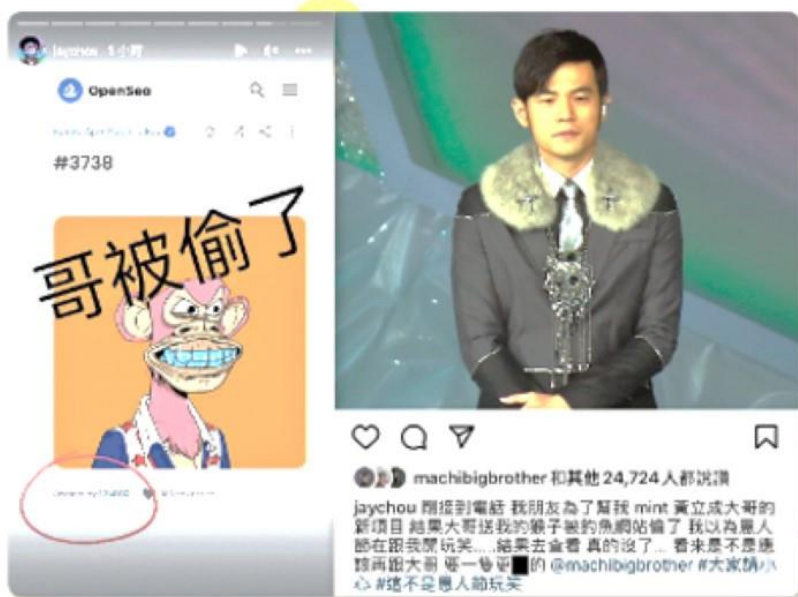 jaychou · 5 小時
OpenSea
#3738
哥被偷了
machibigbrother 和其他 24,724 人都說讚
jaychou 剛接到電話 我朋友為了幫我 mint 黃立成大哥的
新項目 結果大哥送我的猴子被釣魚網站偷了 我以為愚人
節在跟我開玩笑.....結果去查看 真的沒了... 看來是不是應
該再跟大哥 要一隻更 的 @machibigbrother #大家請小
心 #這不是愚人節玩笑